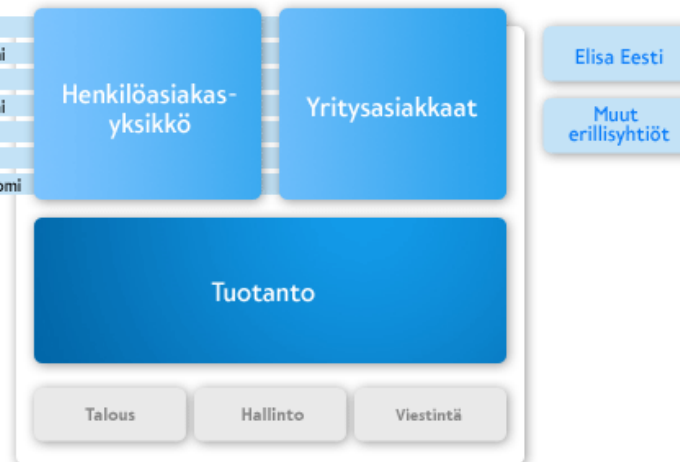 Henkilöasiakas-
yksikkö
Yritysasiakkaat
Elisa Eesti
Muut
erillisyhtiöt
Tuotanto
Talous
Hallinto
Viestintä